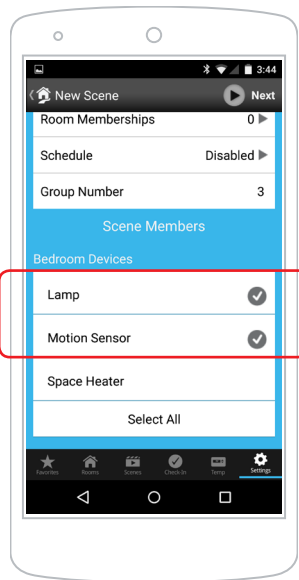 3:44
New Scene Next
Room Memberships 0
Schedule Disabled
Group Number 3
Scene Members
Bedroom Devices
Lamp
Motion Sensor
Space Heater
Select All
Favorites Rooms Scenes Check-In Temp Settings